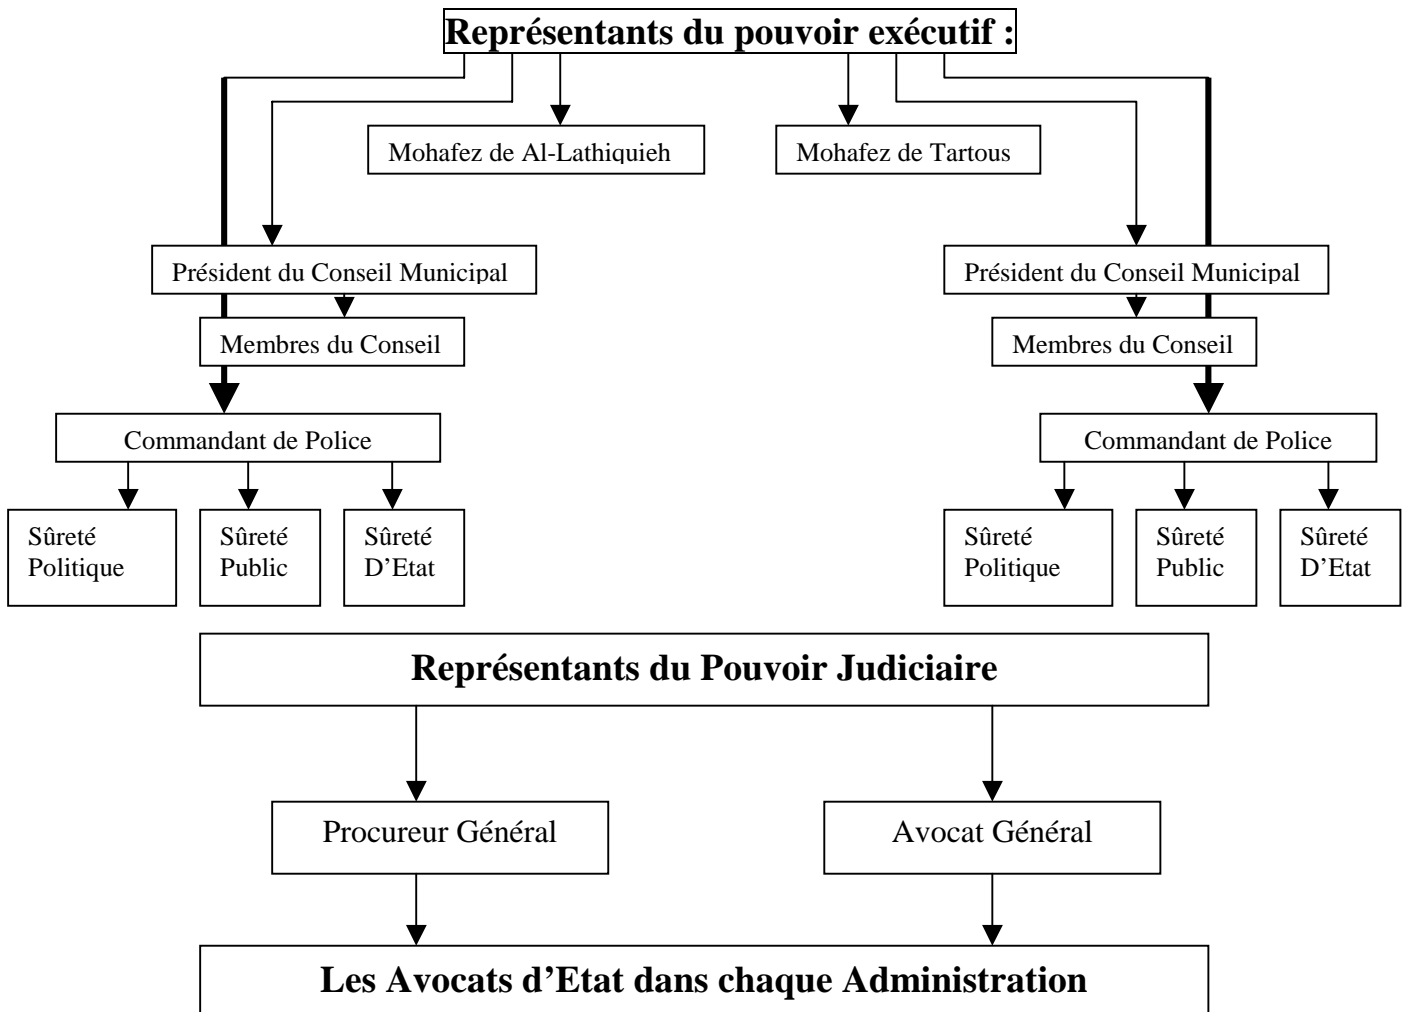 Représentants du pouvoir exécutif :
Mohafez de Al-Lathiquieh
Mohafez de Tartous
Président du Conseil Municipal
Président du Conseil Municipal
Membres du Conseil
Membres du Conseil
Commandant de Police
Commandant de Police
Sûreté
Politique
Sûreté
Public
Sûreté
D’Etat
Sûreté
Politique
Sûreté
Public
Sûreté
D’Etat
Représentants du Pouvoir Judiciaire
Procureur Général
Avocat Général
Les Avocats d’Etat dans chaque Administration